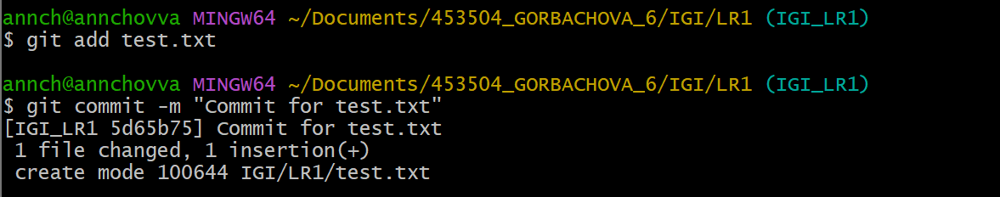 annch@annchovva MINGW64 ~/Documents/453504_GORBACHOVA_6/IGI/LR1 (IGI_LR1)
$ git add test.txt
annch@annchovva MINGW64 ~/Documents/453504_GORBACHOVA_6/IGI/LR1 (IGI_LR1)
$ git commit -m "Commit for test.txt"
[IGI_LR1 5d65b75] Commit for test.txt
 1 file changed, 1 insertion(+)
 create mode 100644 IGI/LR1/test.txt